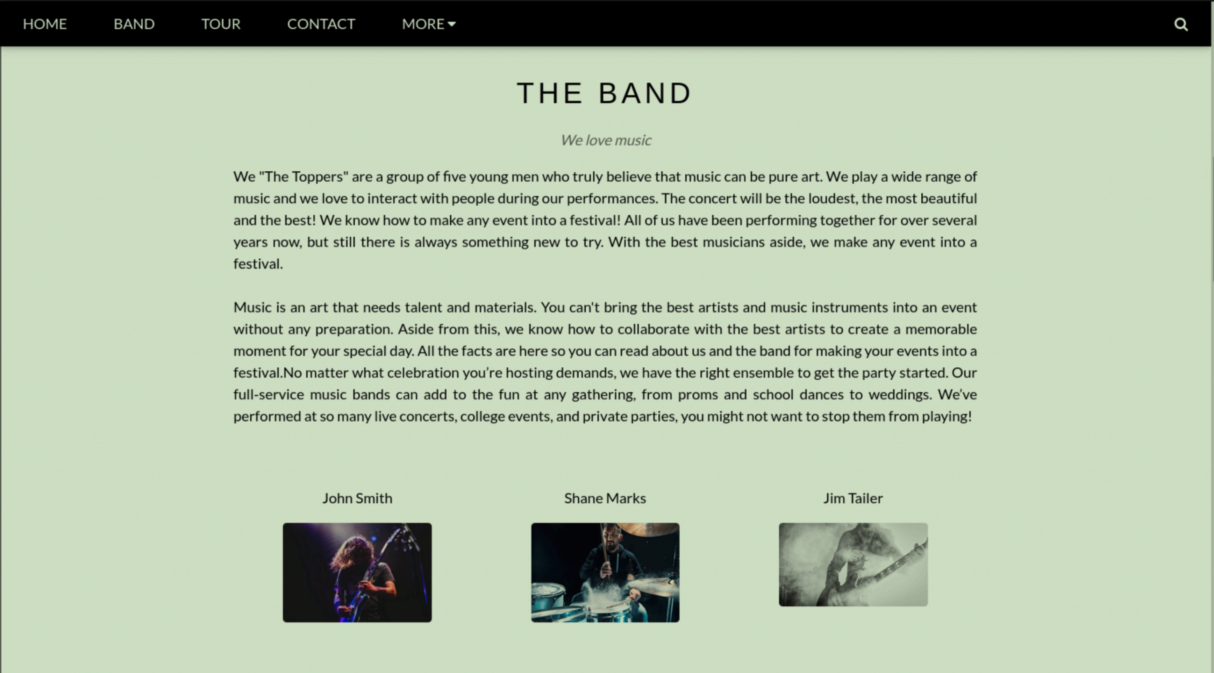 HOME BAND TOUR CONTACT MORE
THE BAND
We love music
We "The Toppers" are a group of five young men who truly believe that music can be pure art. We play a wide range of
music and we love to interact with people during our performances. The concert will be the loudest, the most beautiful
and the best! We know how to make any event into a festival! All of us have been performing together for over several
years now, but still there is always something new to try. With the best musicians aside, we make any event into a
festival.
Music is an art that needs talent and materials. You can't bring the best artists and music instruments into an event
without any preparation. Aside from this, we know how to collaborate with the best artists to create a memorable
moment for your special day. All the facts are here so you can read about us and the band for making your events into a
festival.No matter what celebration you're hosting demands, we have the right ensemble to get the party started. Our
full-service music bands can add to the fun at any gathering, from proms and school dances to weddings. We've
performed at so many live concerts, college events, and private parties, you might not want to stop them from playing!
John Smith Shane Marks Jim Tailer